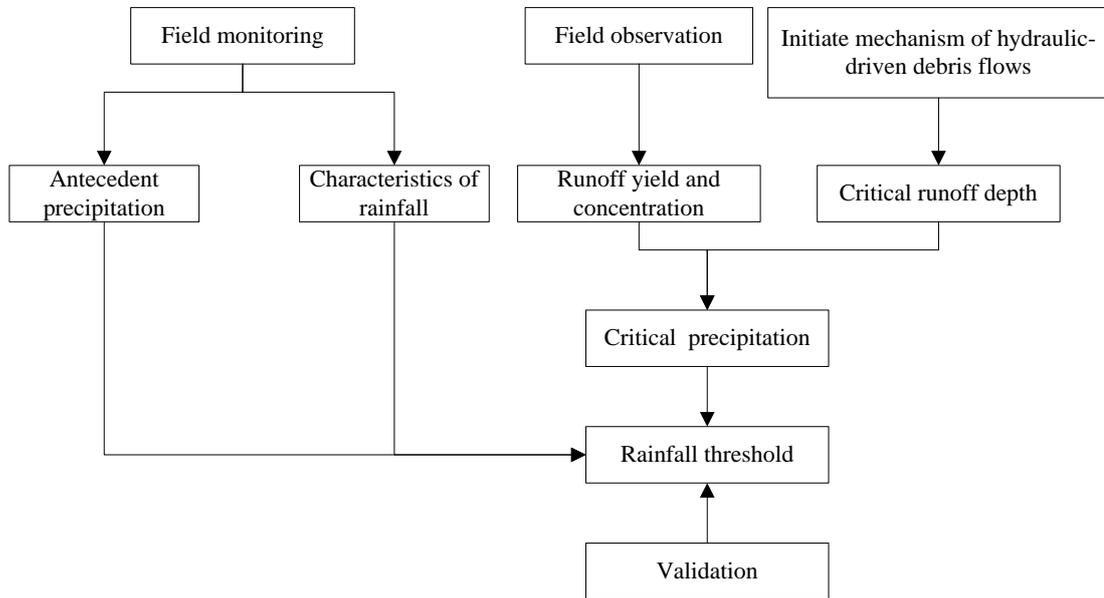 Field monitoring
Field observation
Initiate mechanism of hydraulic-
driven debris flows
Antecedent
precipitation
Characteristics of
rainfall
Runoff yield and
concentration
Critical runoff depth
Critical precipitation
Rainfall threshold
Validation